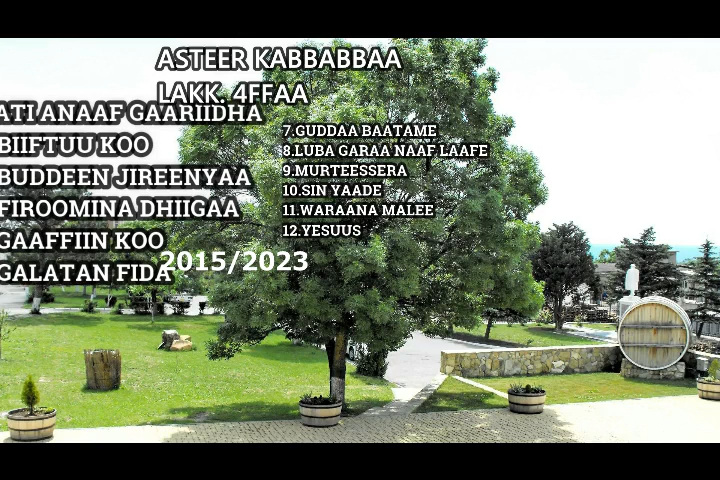 ASTEER KABBABBAA
LAKK. 4FFAA
ATI ANAAF GAARIIDHA
BIIFTUU KOO
BUDDEEN JIREENYAA
FIROOMINA DHIIGAA
GAAFFIIN KOO
GALATAN FIDA
7.GUDDAA BAATAME
8.LUBA GARAA NAAF LAAFE
9.MURTEESSERA
10.SIN YAADE
11.WARAANA MALEE
12.YESUUS
2015/2023